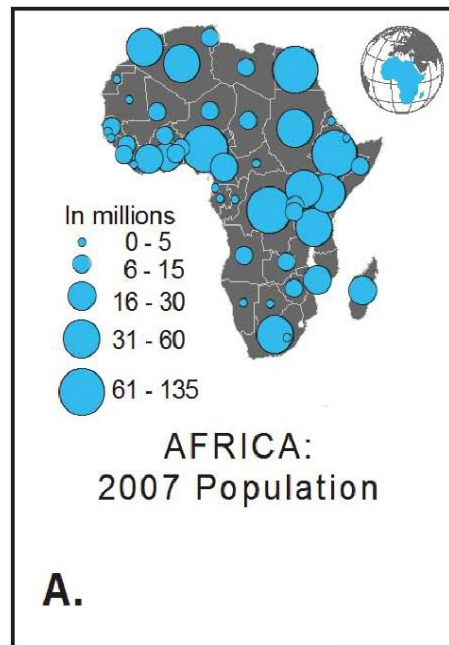 In millions
0 - 5
6 - 15
16 - 30
31 - 60
61 - 135
AFRICA:
2007 Population
A.